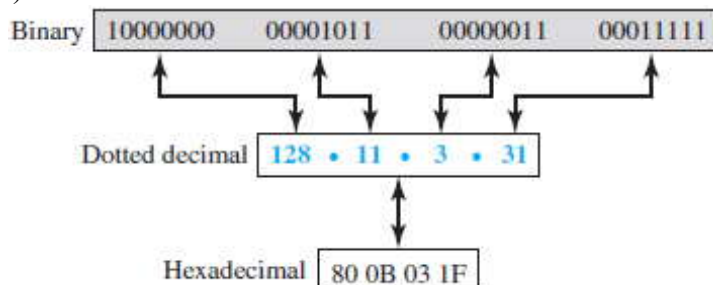 )
Binary 10000000 00001011 00000011 00011111
Dotted decimal 128 • 11 • 3 • 31
Hexadecimal 80 0B 03 1F